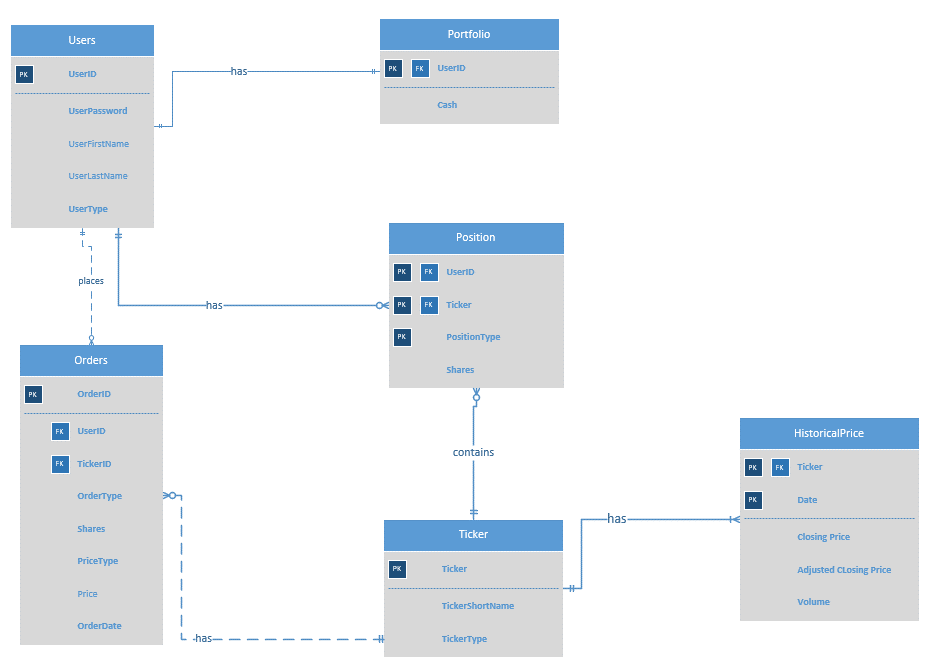 Users
PK UserID
UserPassword
UserFirstName
UserLastName
UserType
has
Portfolio
PK FK UserID
Cash
places
has
Position
PK FK UserID
PK FK Ticker
PK PositionType
Shares
Orders
PK OrderID
FK UserID
FK TickerID
OrderType
Shares
PriceType
Price
OrderDate
contains
has
Ticker
PK Ticker
TickerShortName
TickerType
has
HistoricalPrice
PK FK Ticker
PK Date
Closing Price
Adjusted CLosing Price
Volume